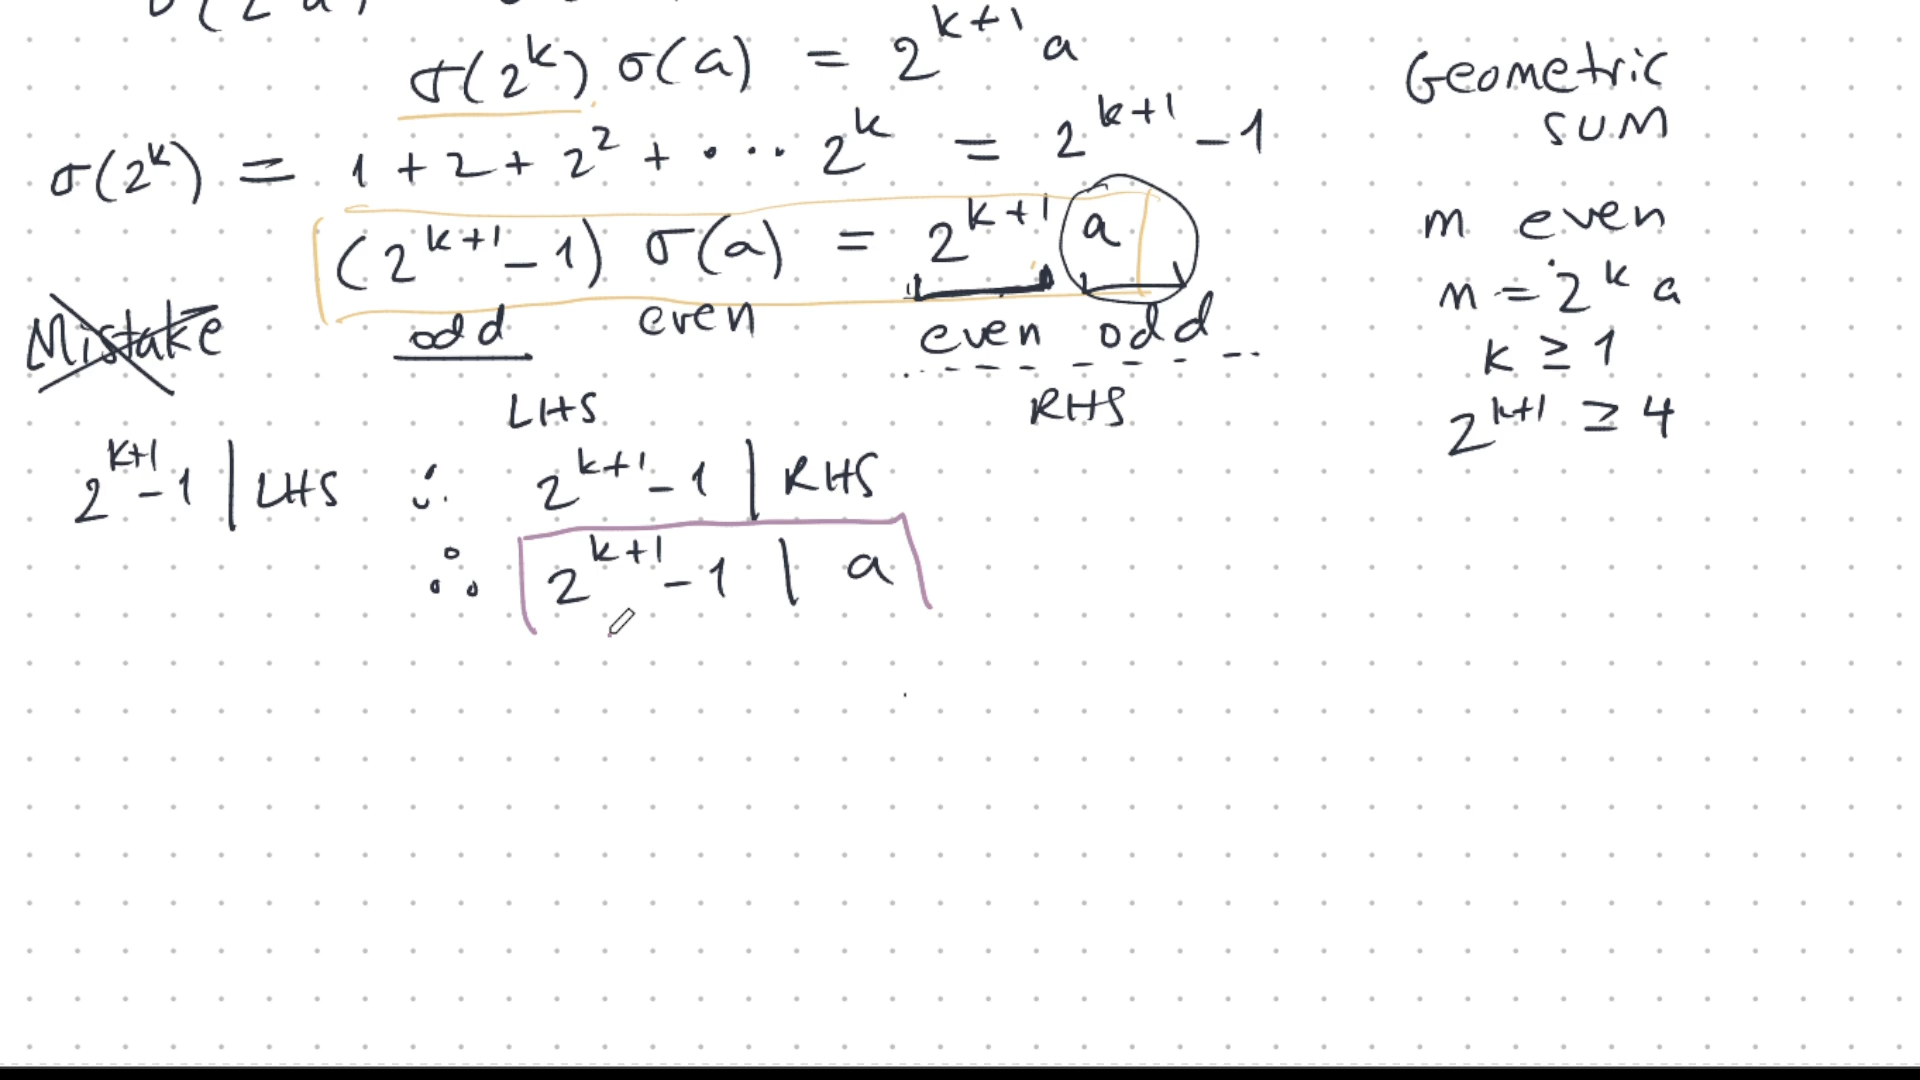 σ(2^k) σ(a) = 2^{k+1} a
σ(2^k) = 1 + 2 + 2^2 + ··· 2^k = 2^{k+1} - 1
(2^{k+1} - 1) σ(a) = 2^{k+1} a
Mistake odd even even odd
LHS RHS
2^{k+1} - 1 | LHS ∴ 2^{k+1} - 1 | RHS
∴ 2^{k+1} - 1 | a
Geometric
SUM
m even
m = 2^k a
k ≥ 1
2^{k+1} ≥ 4